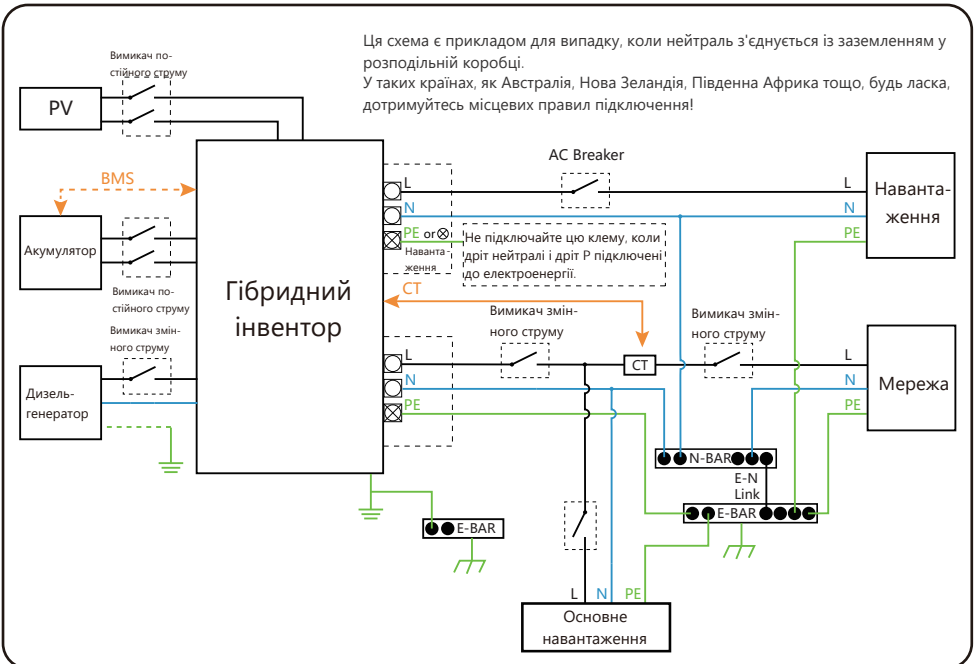 Ця схема є прикладом для випадку, коли нейтраль з'єднується із заземленням у
розподільній коробці.
У таких країнах, як Австралія, Нова Зеландія, Південна Африка тощо, будь ласка,
дотримуйтесь місцевих правил підключення!
Вимикач по-
стійного струму
PV
BMS
Акумулятор
Вимикач по-
стійного струму
Вимикач змін-
ного струму
Дизель-
генератор
Гібридний
інвентор
L
N
PE or
Наванта-
ження
AC Breaker
L
N
PE
Наванта-
ження
Не підключайте цю клему, коли
дріт нейтралі і дріт P підключені
до електроенергії.
CT
Вимикач змін-
ного струму
Вимикач змін-
ного струму
L
N
PE
CT
L
N
PE
Мережа
N-BAR
E-N
Link
E-BAR
E-BAR
L
N
PE
Основне
навантаження